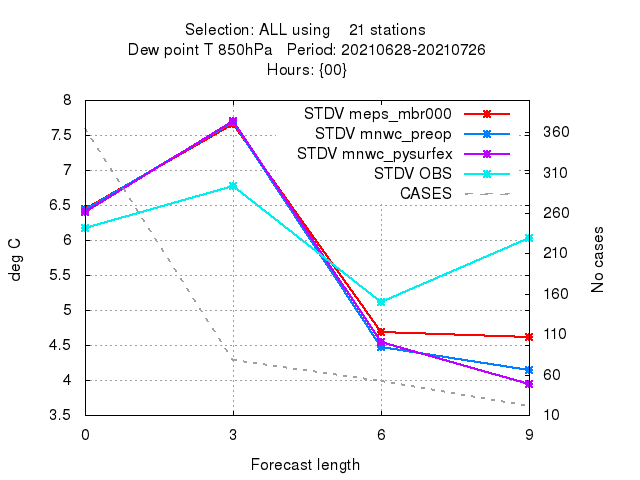 Selection: ALL using    21 stations
Dew point T 850hPa   Period: 20210628-20210726
Hours: {00}
STDV meps_mbr000
STDV mnwc_preop
STDV mnwc_pysurfex
STDV OBS
CASES
8
7.5
7
6.5
6
5.5
5
4.5
4
3.5
360
310
260
210
160
110
60
10
deg C
No cases
0 3 6 9
Forecast length